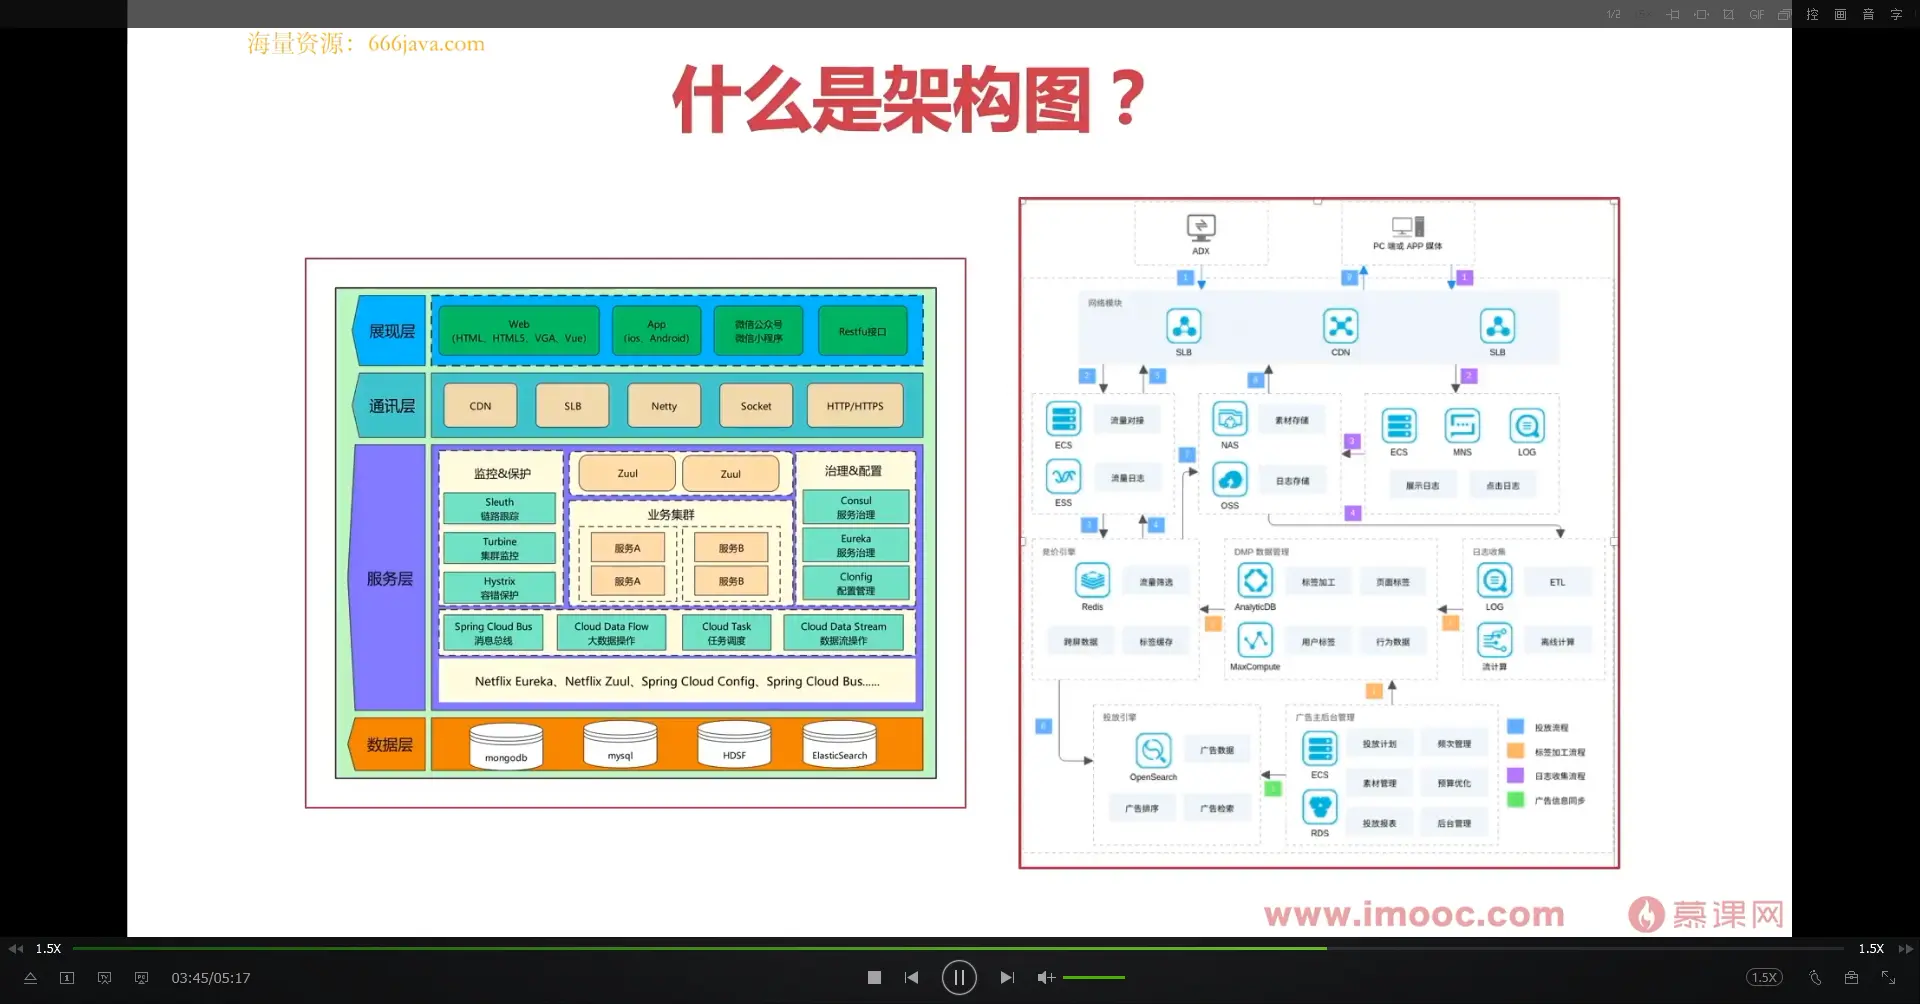 1/2
GIF
控
画
音
字
海量资源：666java.com
什么是架构图？
展现层
Web
(HTML、HTML5、VGA、Vue)
App
(ios、Android)
微信公众号
微信小程序
Restfu接口
通讯层
CDN
SLB
Netty
Socket
HTTP/HTTPS
服务层
监控&保护
Sleuth
链路跟踪
Turbine
集群监控
Hystrix
容错保护
Zuul
Zuul
业务集群
服务A
服务B
服务A
服务B
治理&配置
Consul
服务治理
Eureka
服务治理
Clonfig
配置管理
Spring Cloud Bus
消息总线
Cloud Data Flow
大数据操作
Cloud Task
任务调度
Cloud Data Stream
数据流操作
Netflix Eureka、Netflix Zuul、Spring Cloud Config、Spring Cloud Bus......
数据层
mongodb
mysql
HDSF
ElasticSearch
ADX
PC 端或 APP 媒体
1
1
网络模块
SLB
CDN
SLB
2
5
6
2
ECS
流量对接
ESS
流量日志
NAS
素材存储
OSS
日志存储
3
7
4
ECS
MNS
LOG
展示日志
点击日志
3
4
竞价引擎
Redis
流量筛选
跨屏数据
标签缓存
DMP 数据管理
AnalyticDB
标签加工
页面标签
MaxCompute
用户标签
行为数据
日志收集
LOG
ETL
流计算
离线计算
投放引擎
OpenSearch
广告数据
广告排序
广告检索
广告主后台管理
ECS
投放计划
频次管理
素材管理
预算优化
RDS
投放报表
后台管理
投放流程
标签加工流程
日志收集流程
广告信息同步
www.imooc.com
慕课网
1.5X
1.5X
1
03:45/05:17
1.5X